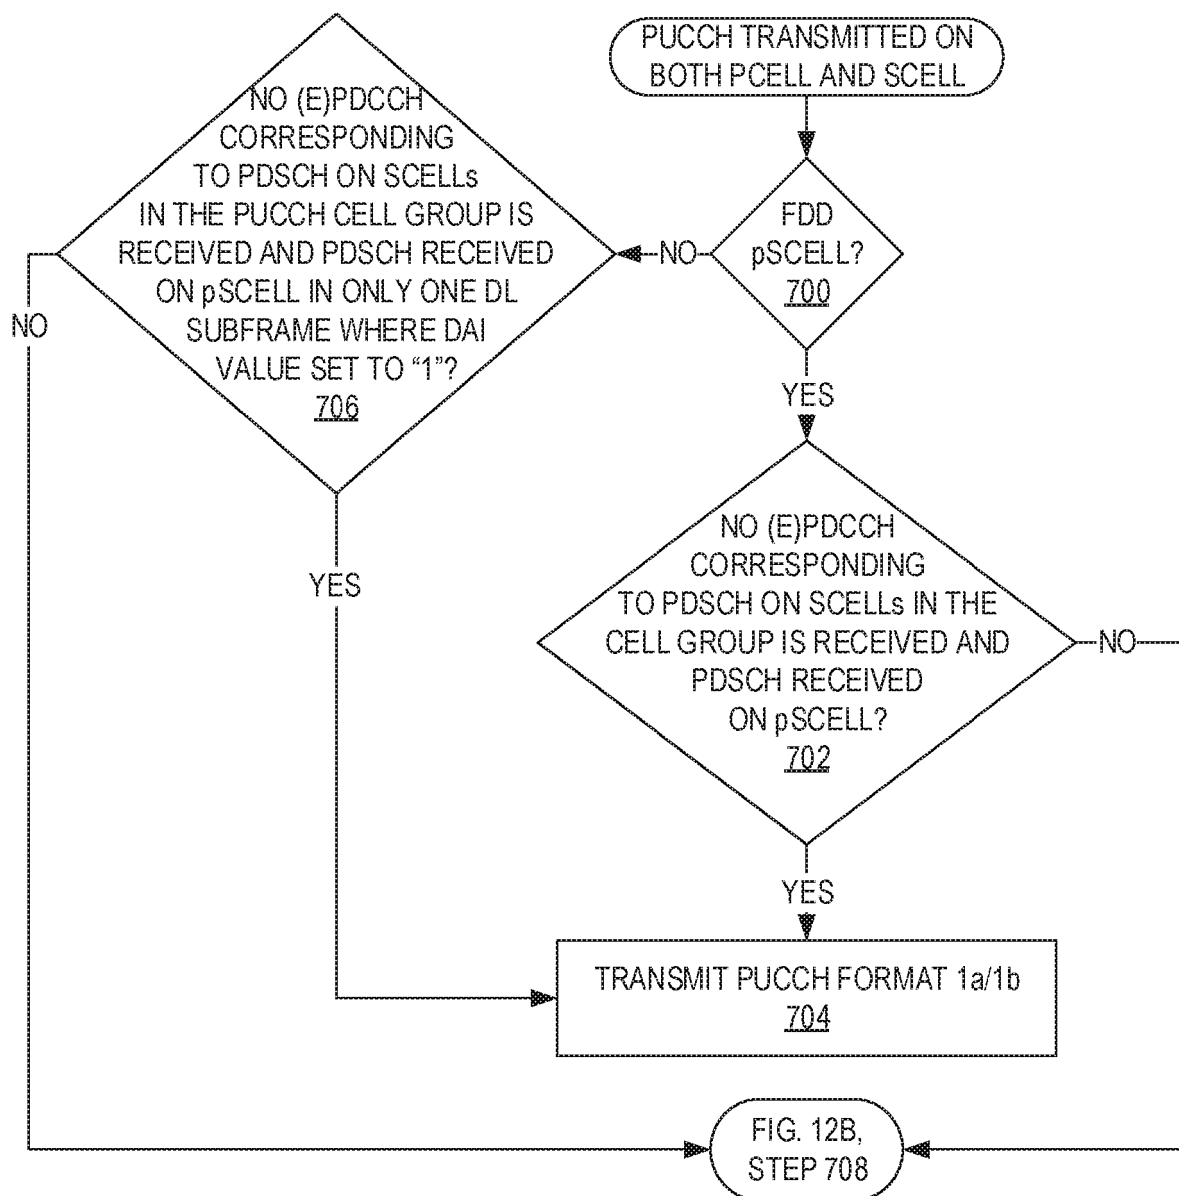 PUCCH TRANSMITTED ON
BOTH PCELL AND SCELL
FDD
pSCELL?
700
NO
YES
NO (E)PDCCH
CORRESPONDING
TO PDSCH ON SCELLs
IN THE PUCCH CELL GROUP IS
RECEIVED AND PDSCH RECEIVED
ON pSCELL IN ONLY ONE DL
SUBFRAME WHERE DAI
VALUE SET TO “1”?
706
NO
YES
NO (E)PDCCH
CORRESPONDING
TO PDSCH ON SCELLs IN THE
CELL GROUP IS RECEIVED AND
PDSCH RECEIVED
ON pSCELL?
702
NO
YES
TRANSMIT PUCCH FORMAT 1a/1b
704
FIG. 12B,
STEP 708